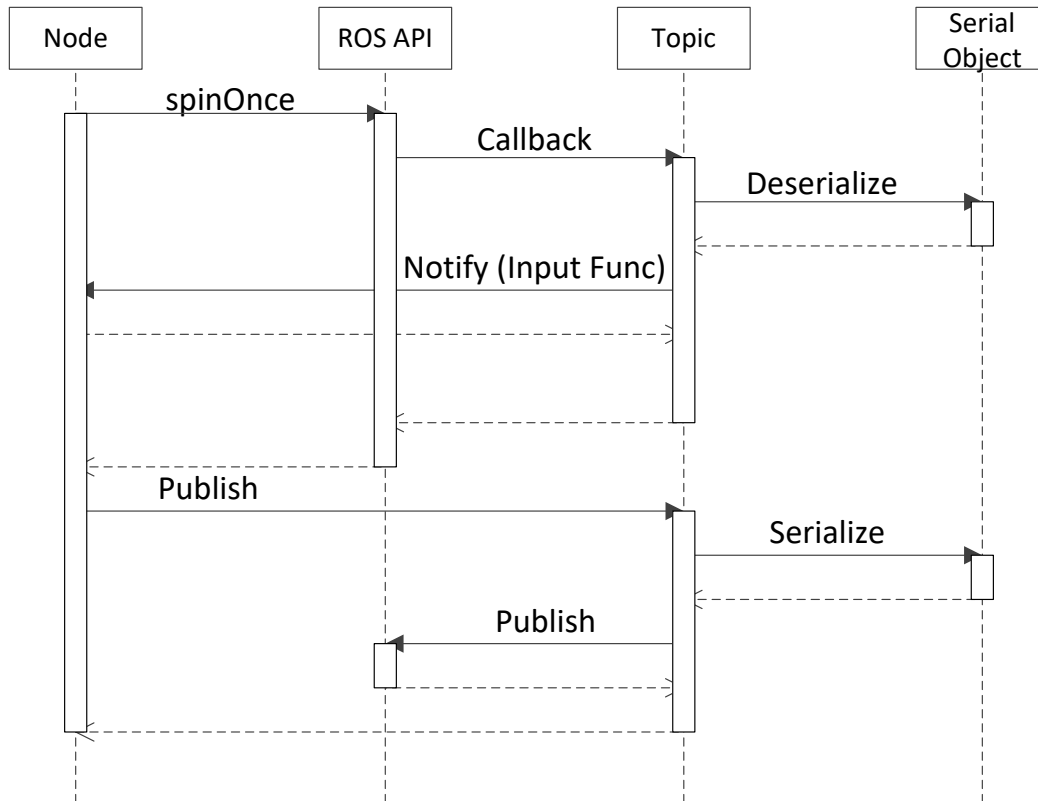 Node
ROS API
Topic
Serial
Object
spinOnce
Callback
Deserialize
Notify (Input Func)
Publish
Serialize
Publish